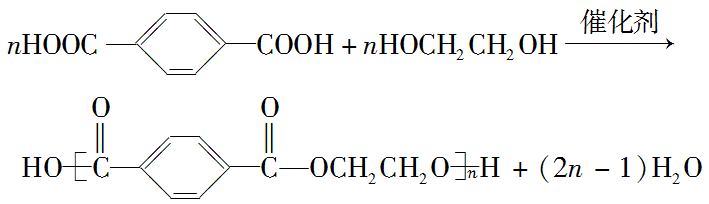 nHOOC—COOH+nHOCH₂CH₂OH 催化剂
O O
HO[C—C—OCH₂CH₂O]ₙH + (2n－1)H₂O